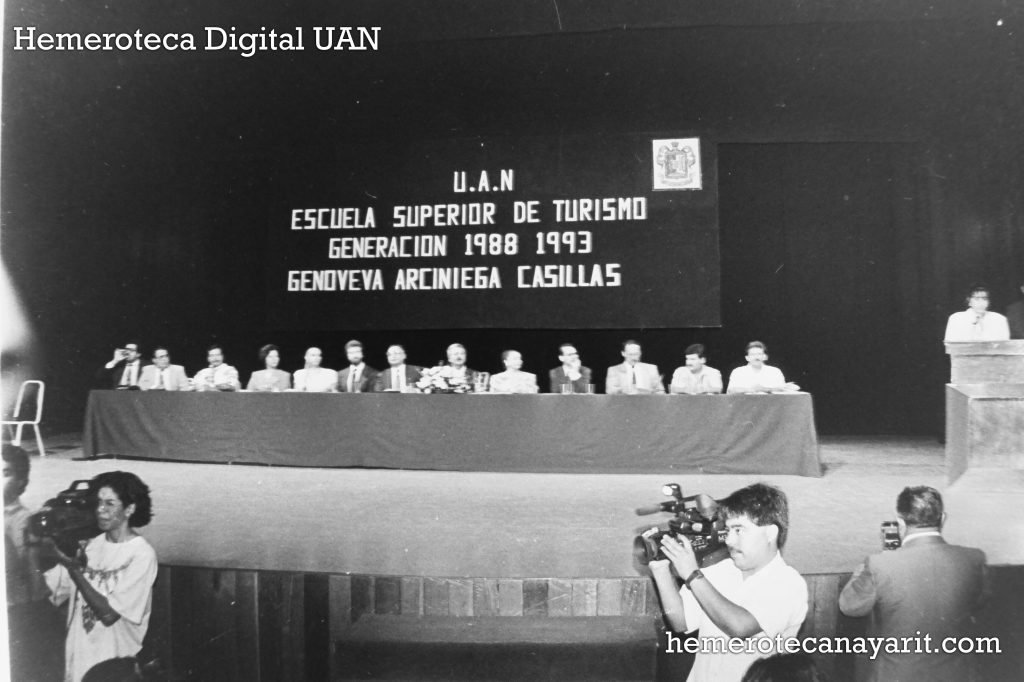 Hemeroteca Digital UAN
U.A.N
ESCUELA SUPERIOR DE TURISMO
GENERACION 1988 1993
GENOVEVA ARCINIEGA CASILLAS
hemerotecanayarit.com